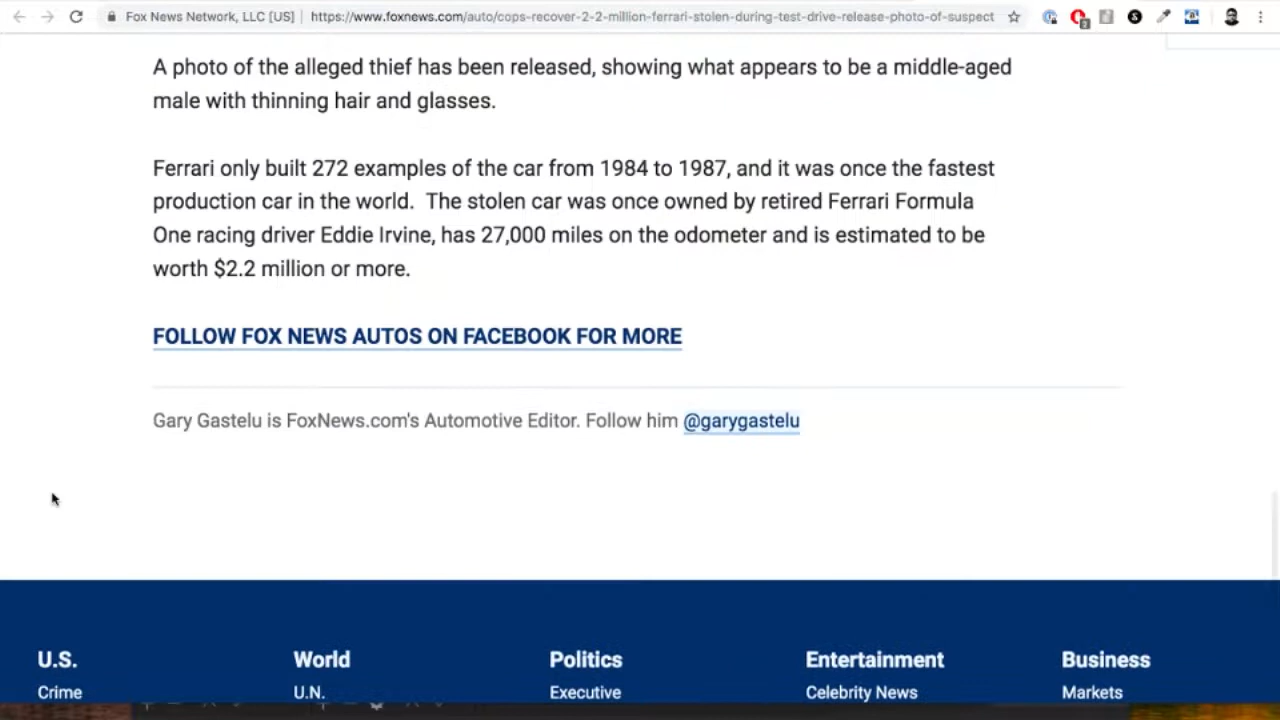 Fox News Network, LLC [US] | https://www.foxnews.com/auto/cops-recover-2-2-million-ferrari-stolen-during-test-drive-release-photo-of-suspect
A photo of the alleged thief has been released, showing what appears to be a middle-aged
male with thinning hair and glasses.
Ferrari only built 272 examples of the car from 1984 to 1987, and it was once the fastest
production car in the world.  The stolen car was once owned by retired Ferrari Formula
One racing driver Eddie Irvine, has 27,000 miles on the odometer and is estimated to be
worth $2.2 million or more.
FOLLOW FOX NEWS AUTOS ON FACEBOOK FOR MORE
Gary Gastelu is FoxNews.com's Automotive Editor. Follow him @garygastelu
U.S. World Politics Entertainment Business
Crime U.N. Executive Celebrity News Markets